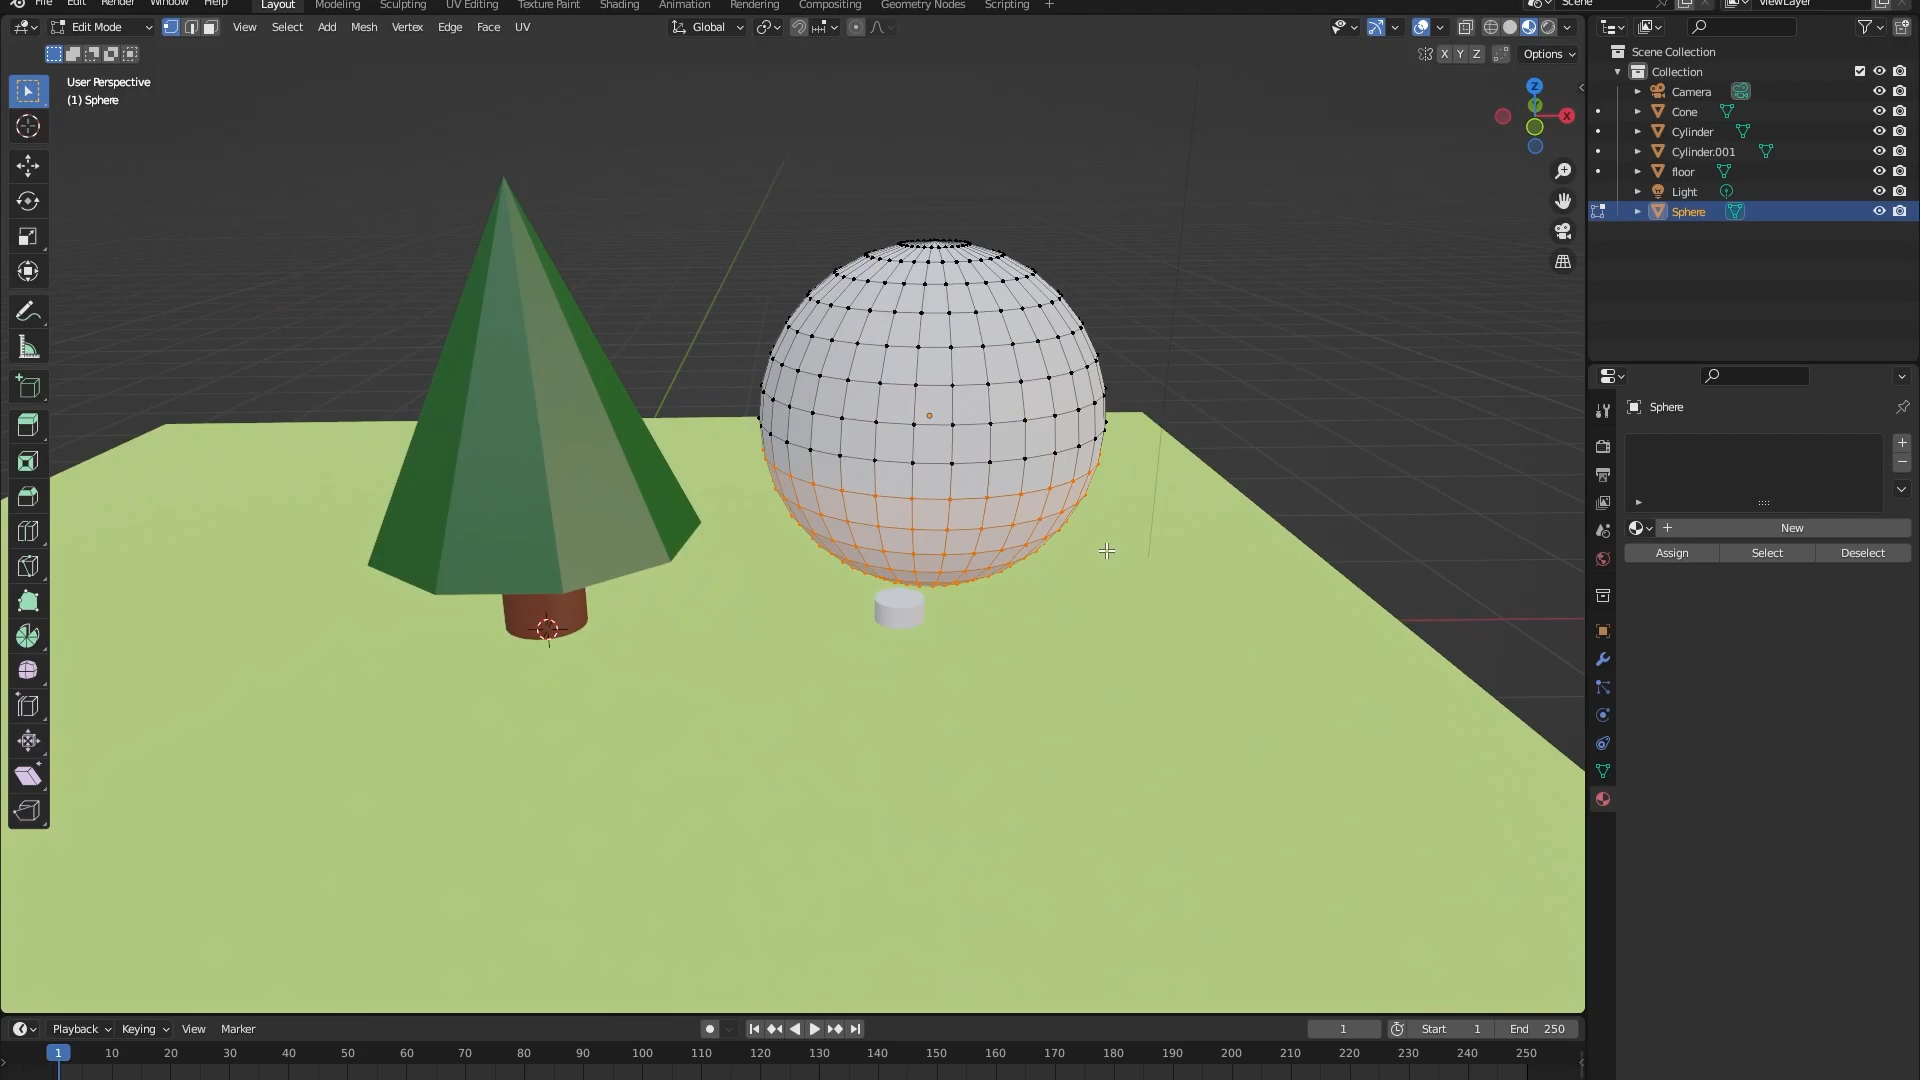 File Edit Render Window Help Layout Modeling Sculpting UV Editing Texture Paint Shading Animation Rendering Compositing Geometry Nodes Scripting + Scene ViewLayer
Edit Mode View Select Add Mesh Vertex Edge Face UV Global
X Y Z Options
User Perspective
(1) Sphere
Z
X
Scene Collection
Collection
Camera
Cone
Cylinder
Cylinder.001
floor
Light
Sphere
Sphere
New
Assign Select Deselect
Playback Keying View Marker 1 Start 1 End 250
1 10 20 30 40 50 60 70 80 90 100 110 120 130 140 150 160 170 180 190 200 210 220 230 240 250